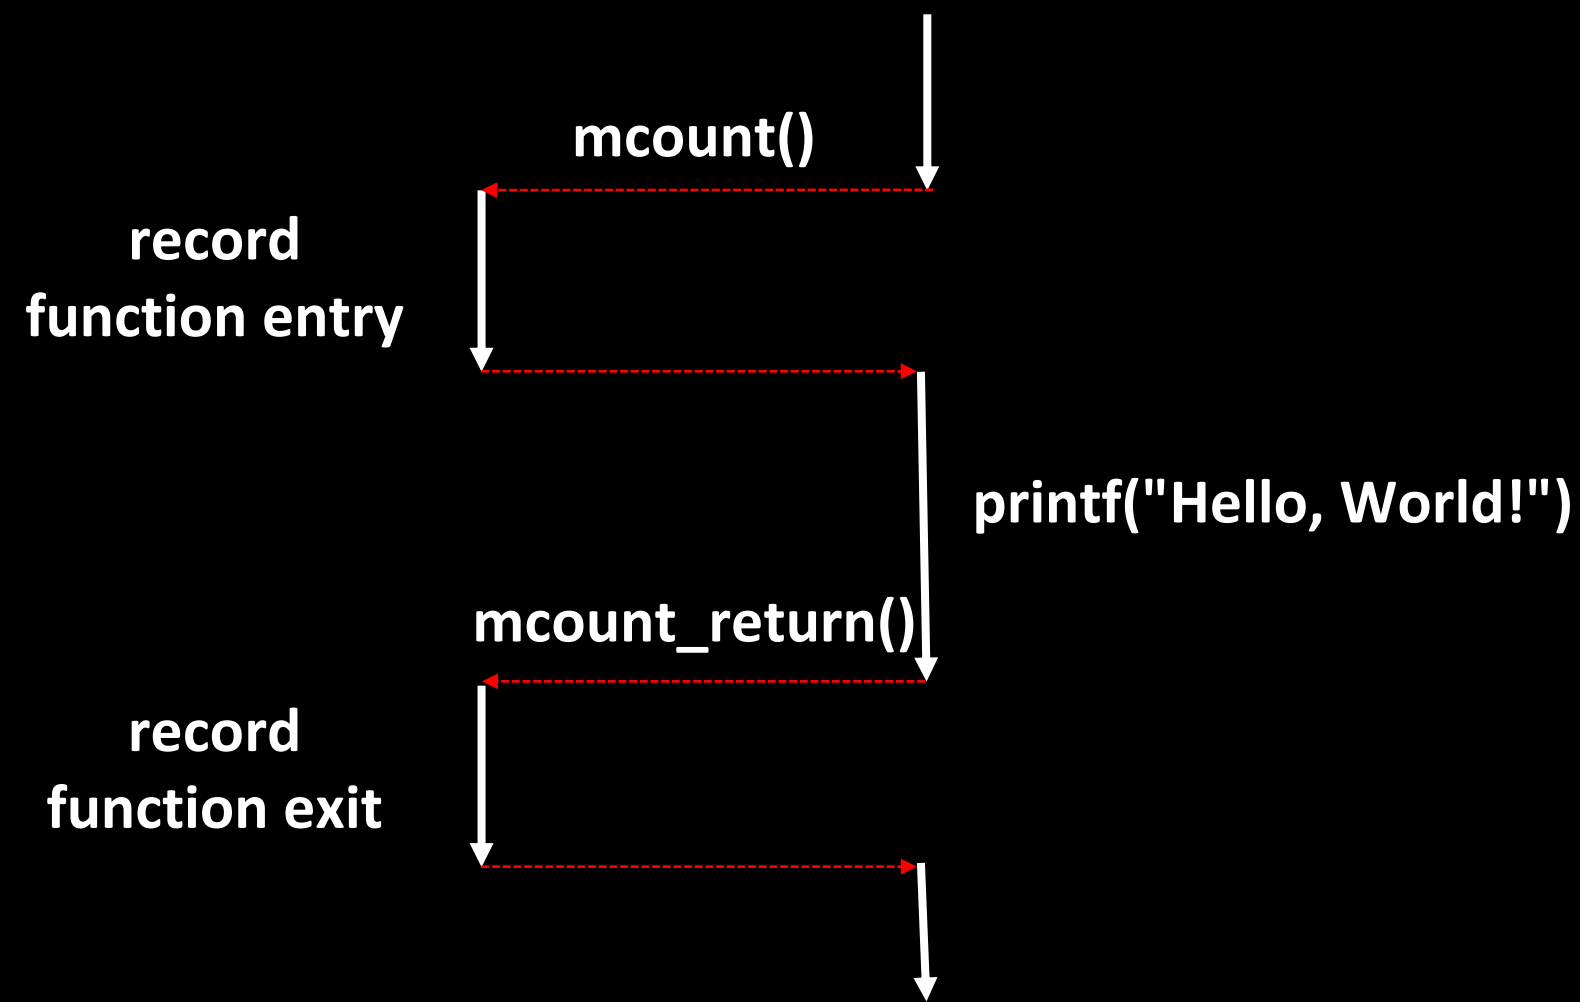 mcount()
record
function entry
printf("Hello, World!")
mcount_return()
record
function exit